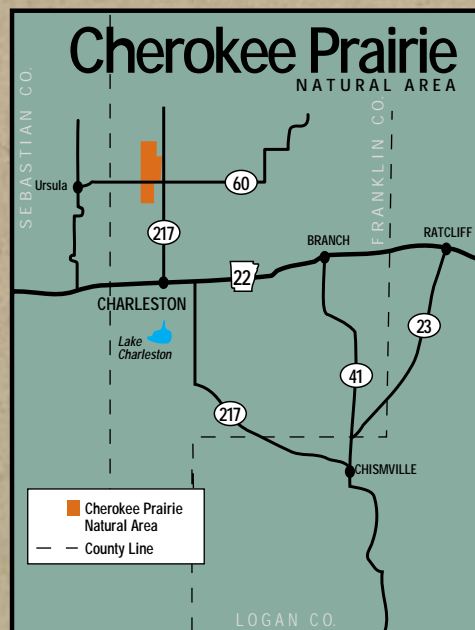 Cherokee Prairie
NATURAL AREA
SEBASTIAN CO.
FRANKLIN CO.
Ursula
60
217
BRANCH
RATCLIFF
22
CHARLESTON
Lake
Charleston
23
41
217
CHISMVILLE
Cherokee Prairie
Natural Area
County Line
LOGAN CO.